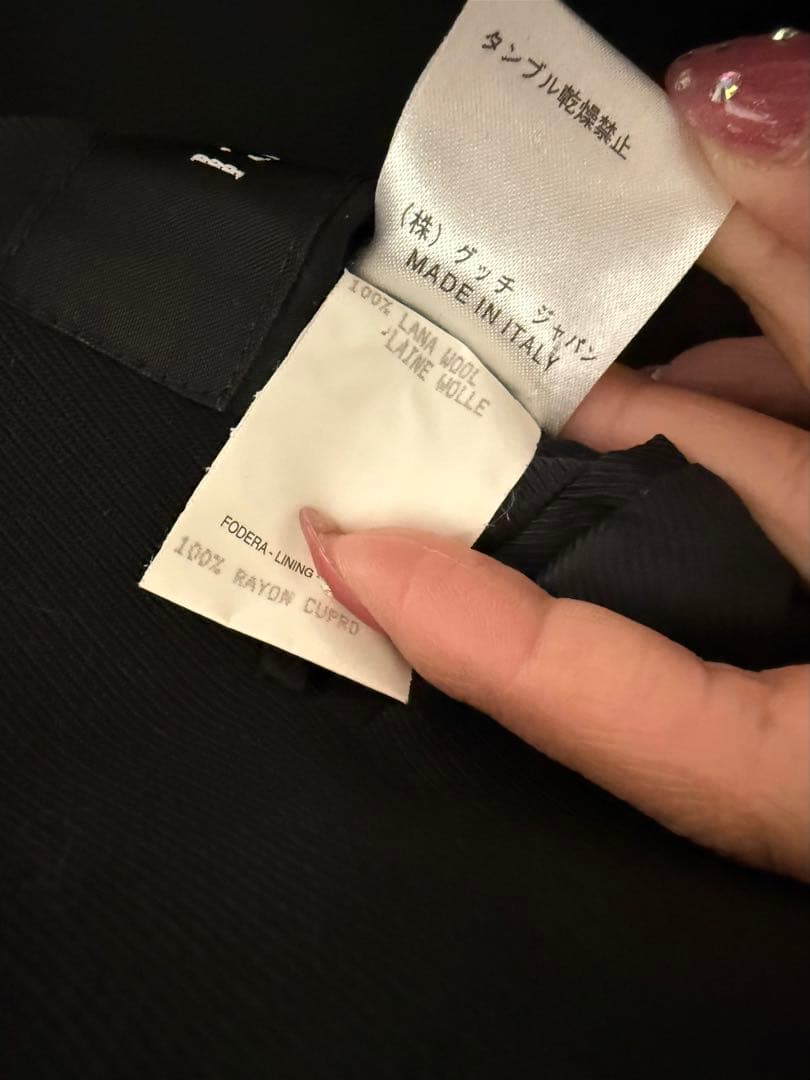 タンブル乾燥禁止
(株) グッチ ジャパン
MADE IN ITALY
100% LANA WOOL
LAINE WOLLE
FODERA - LINING -
100% RAYON CUPRO